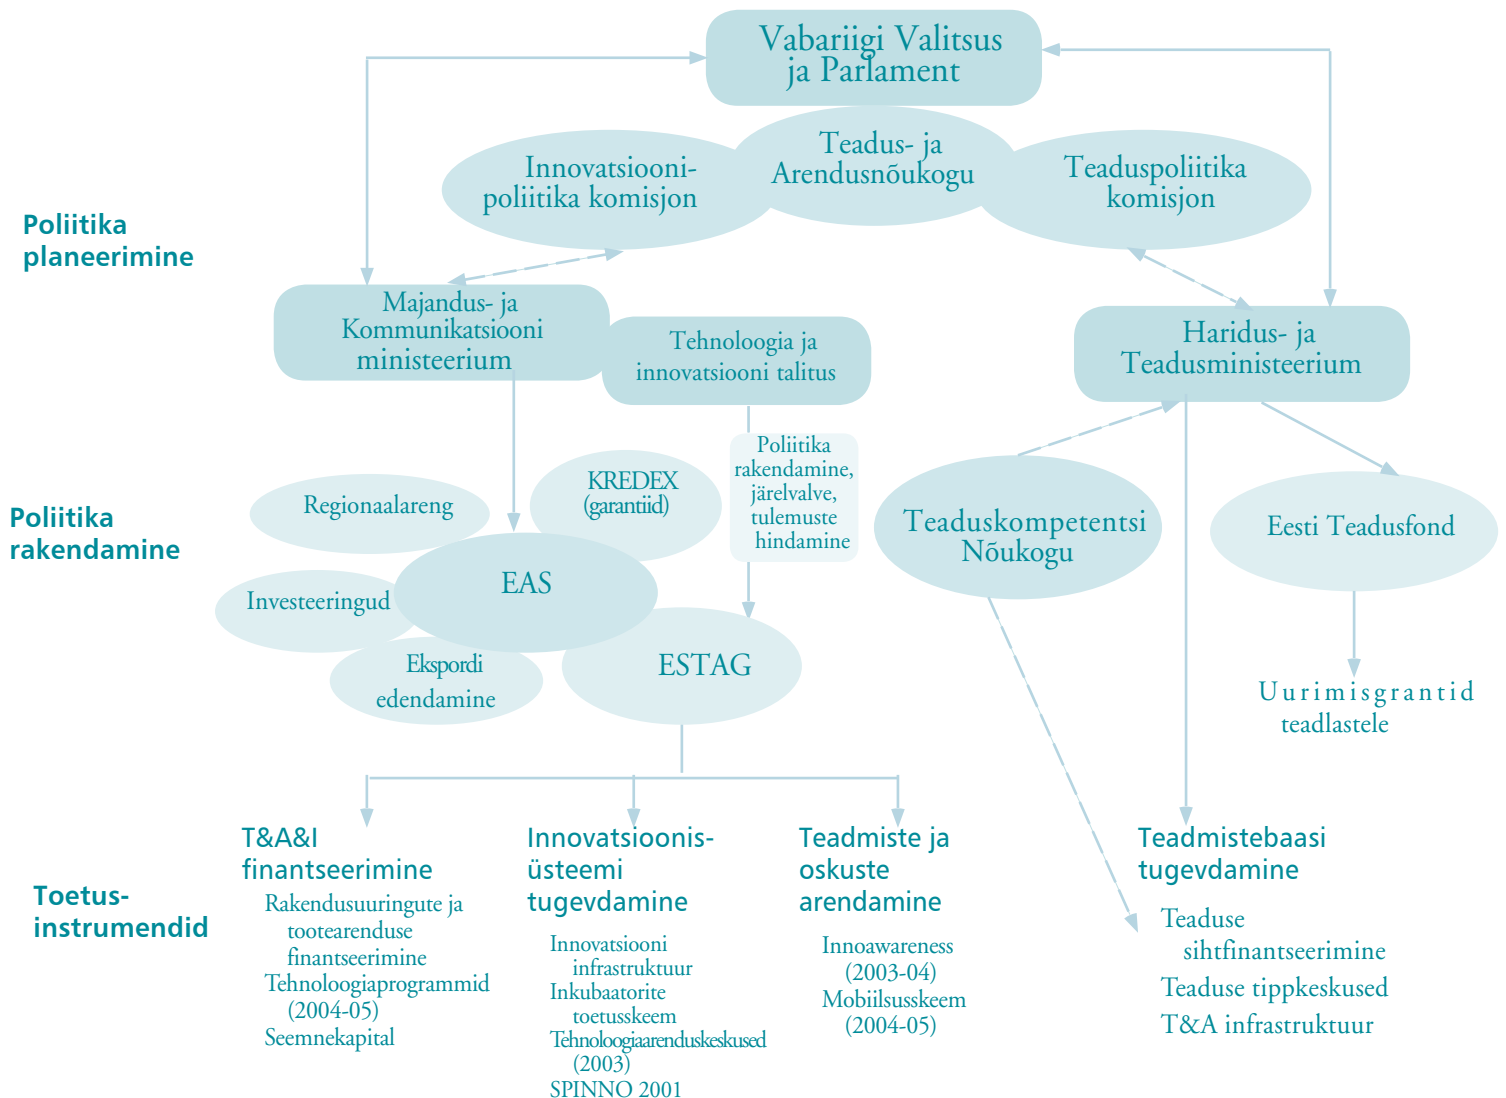 Vabariigi Valitsus
ja Parlament
Teadus- ja
Arendusnõukogu
Innovatsiooni-
poliitika komisjon
Teaduspoliitika
komisjon
Poliitika
planeerimine
Majandus- ja
Kommunikatsiooni
ministeerium
Tehnoloogia ja
innovatsiooni talitus
Haridus- ja
Teadusministeerium
Poliitika
rakendamine,
järelvalve,
tulemuste
hindamine
Poliitika
rakendamine
Regionaalareng
KREDEX
(garantiid)
EAS
Investeeringud
Ekspordi
edendamine
ESTAG
Teaduskompetentsi
Nõukogu
Eesti Teadusfond
Uurimisgrantid
teadlastele
Toetus-
instrumendid
T&A&I
finantseerimine
Rakendusuuringute ja
tootearenduse
finantseerimine
Tehnoloogiaprogrammid
(2004-05)
Seemnekapital
Innovatsioonis-
üsteemi
tugevdamine
Innovatsiooni
infrastruktuur
Inkubaatorite
toetusskeem
Tehnoloogiaarenduskeskused
(2003)
SPINNO 2001
Teadmiste ja
oskuste
arendamine
Innoawareness
(2003-04)
Mobiilsusskeem
(2004-05)
Teadmistebaasi
tugevdamine
Teaduse
sihtfinantseerimine
Teaduse tippkeskused
T&A infrastruktuur